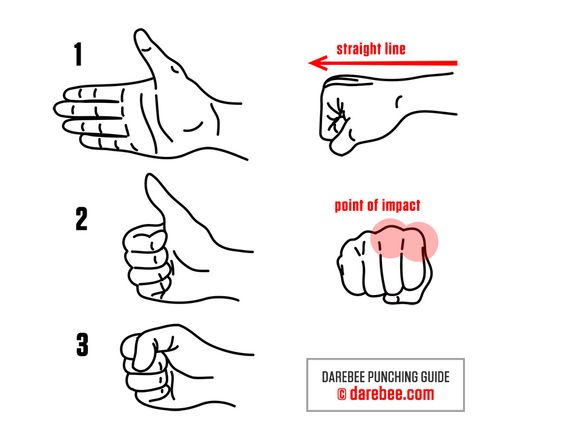 1
straight line
2
point of impact
3
DAREBEE PUNCHING GUIDE
© darebee.com